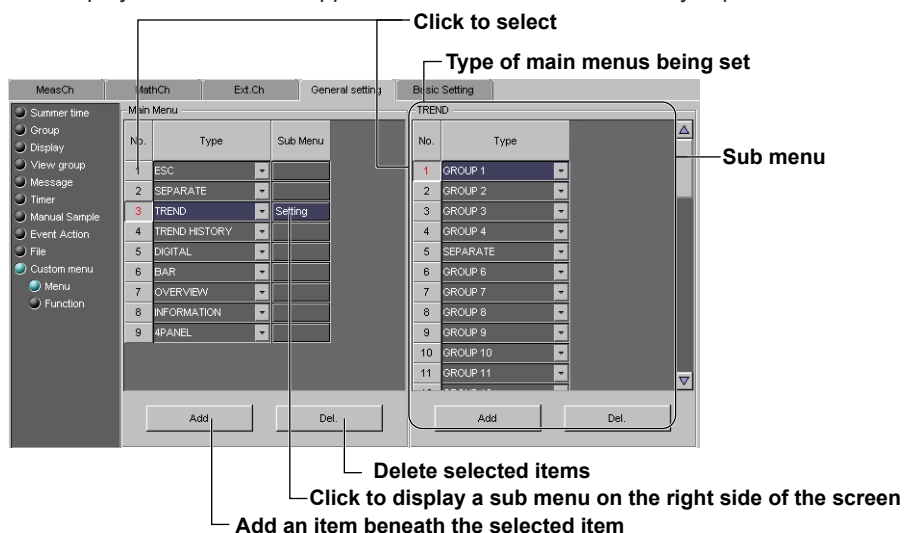 Click to select
Type of main menus being set
MeasCh MathCh Ext.Ch General setting Basic Setting
Summer time
Group
Display
View group
Message
Timer
Manual Sample
Event Action
File
Custom menu
Menu
Function
Main Menu
No. Type Sub Menu
1 ESC
2 SEPARATE
3 TREND Setting
4 TREND HISTORY
5 DIGITAL
6 BAR
7 OVERVIEW
8 INFORMATION
9 4PANEL
Add Del.
TREND
No. Type
1 GROUP 1
2 GROUP 2
3 GROUP 3
4 GROUP 4
5 SEPARATE
6 GROUP 6
7 GROUP 7
8 GROUP 8
9 GROUP 9
10 GROUP 10
11 GROUP 11
Add Del.
Sub menu
Delete selected items
Click to display a sub menu on the right side of the screen
Add an item beneath the selected item